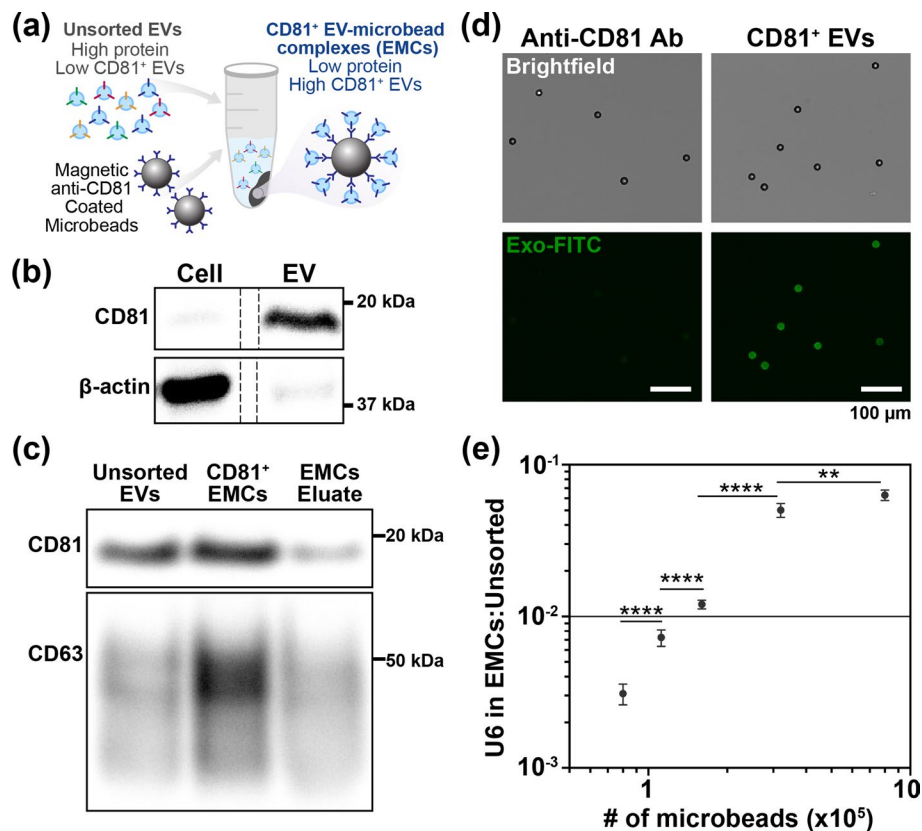 (a)
Unsorted EVs
High protein
Low CD81⁺ EVs
Magnetic
anti-CD81
Coated
Microbeads
CD81⁺ EV-microbead
complexes (EMCs)
Low protein
High CD81⁺ EVs
(b)
Cell EV
CD81
20 kDa
β-actin
37 kDa
(c)
Unsorted
EVs
CD81⁺
EMCs
EMCs
Eluate
CD81
20 kDa
CD63
50 kDa
(d)
Anti-CD81 Ab CD81⁺ EVs
Brightfield
Exo-FITC
100 µm
(e)
U6 in EMCs:Unsorted
10⁻¹
10⁻²
10⁻³
**** **
****
****
1 10
# of microbeads (x10⁵)